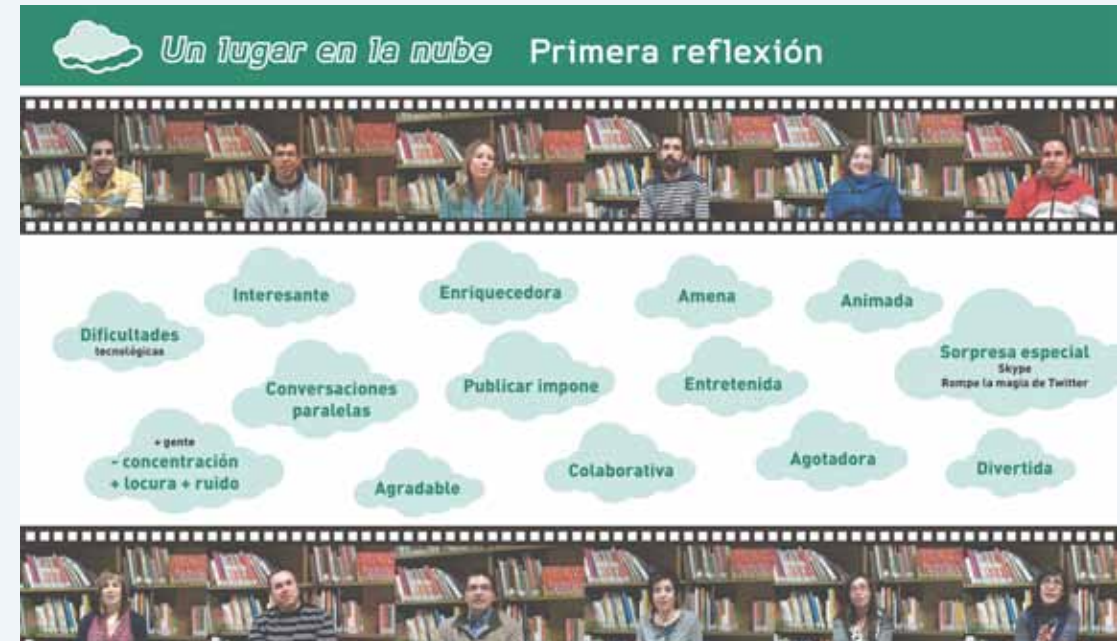 Un lugar en la nube Primera reflexión
Interesante
Enriquecedora
Amena
Animada
Dificultades
tecnológicas
Sorpresa especial
Skype
Rompe la magia de Twitter
Conversaciones
paralelas
Publicar impone
Entretenida
+ gente
- concentración
+ locura + ruido
Agradable
Colaborativa
Agotadora
Divertida